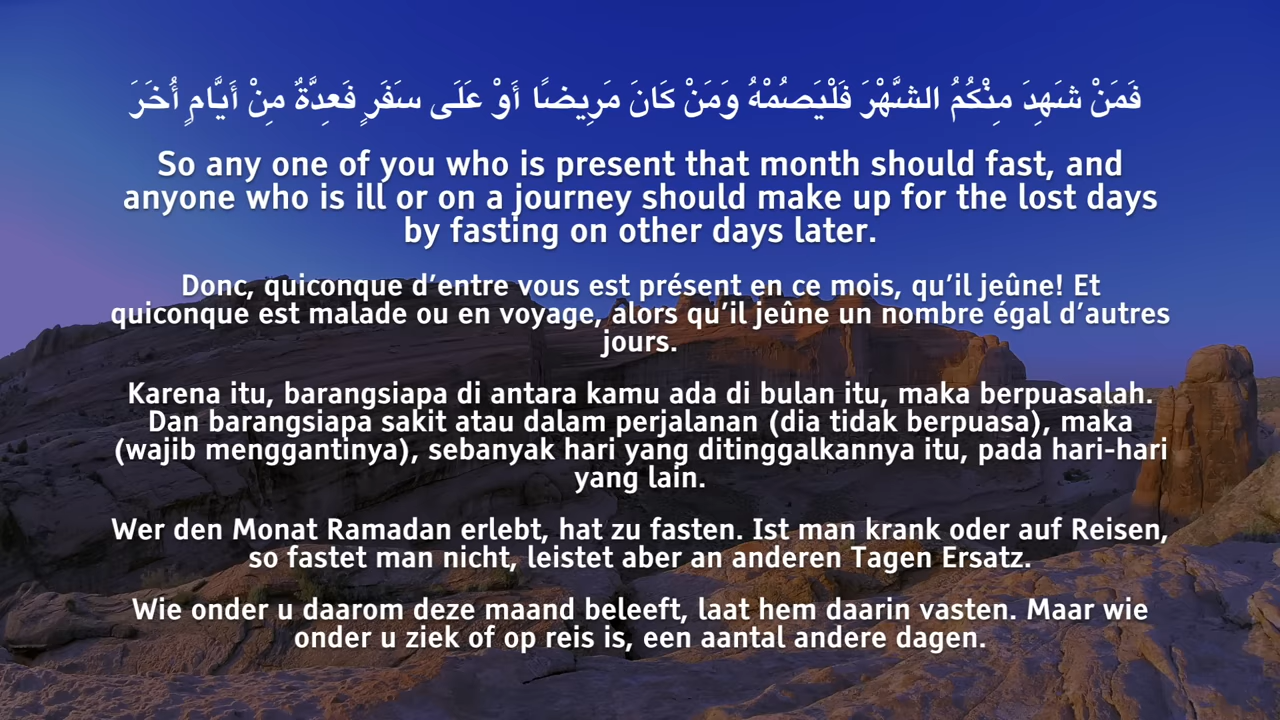 فَمَنْ شَهِدَ مِنْكُمُ الشَّهْرَ فَلْيَصُمْهُ وَمَنْ كَانَ مَرِيضًا أَوْ عَلَى سَفَرٍ فَعِدَّةٌ مِنْ أَيَّامٍ أُخَرَ
So any one of you who is present that month should fast, and
anyone who is ill or on a journey should make up for the lost days
by fasting on other days later.
Donc, quiconque d’entre vous est présent en ce mois, qu’il jeûne! Et
quiconque est malade ou en voyage, alors qu’il jeûne un nombre égal d’autres
jours.
Karena itu, barangsiapa di antara kamu ada di bulan itu, maka berpuasalah.
Dan barangsiapa sakit atau dalam perjalanan (dia tidak berpuasa), maka
(wajib menggantinya), sebanyak hari yang ditinggalkannya itu, pada hari-hari
yang lain.
Wer den Monat Ramadan erlebt, hat zu fasten. Ist man krank oder auf Reisen,
so fastet man nicht, leistet aber an anderen Tagen Ersatz.
Wie onder u daarom deze maand beleeft, laat hem daarin vasten. Maar wie
onder u ziek of op reis is, een aantal andere dagen.